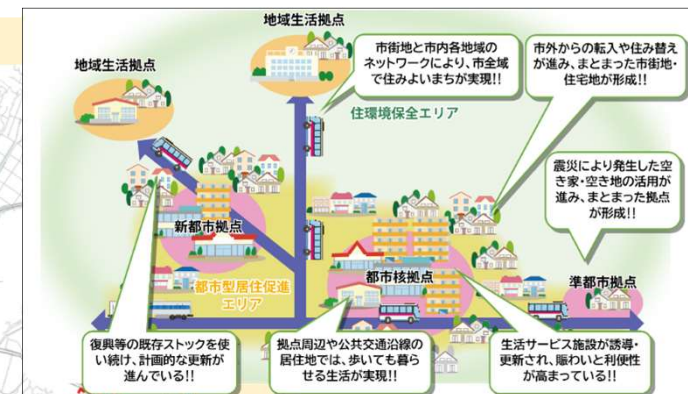 地域生活拠点
地域生活拠点
市街地と市内各地域の
ネットワークにより、市全域
で住みよいまちが実現!!
市外からの転入や住み替え
が進み、まとまった市街地・
住宅地が形成!!
住環境保全エリア
震災により発生した空
き家・空き地の活用が
進み、まとまった拠点
が形成!!
新都市拠点
都市型居住促進
エリア
都市核拠点
準都市拠点
復興等の既存ストックを使
い続け、計画的な更新が
進んでいる!!
拠点周辺や公共交通沿線の
居住地では、歩いても暮ら
せる生活が実現!!
生活サービス施設が誘導・
更新され、賑わいと利便性
が高まっている!!